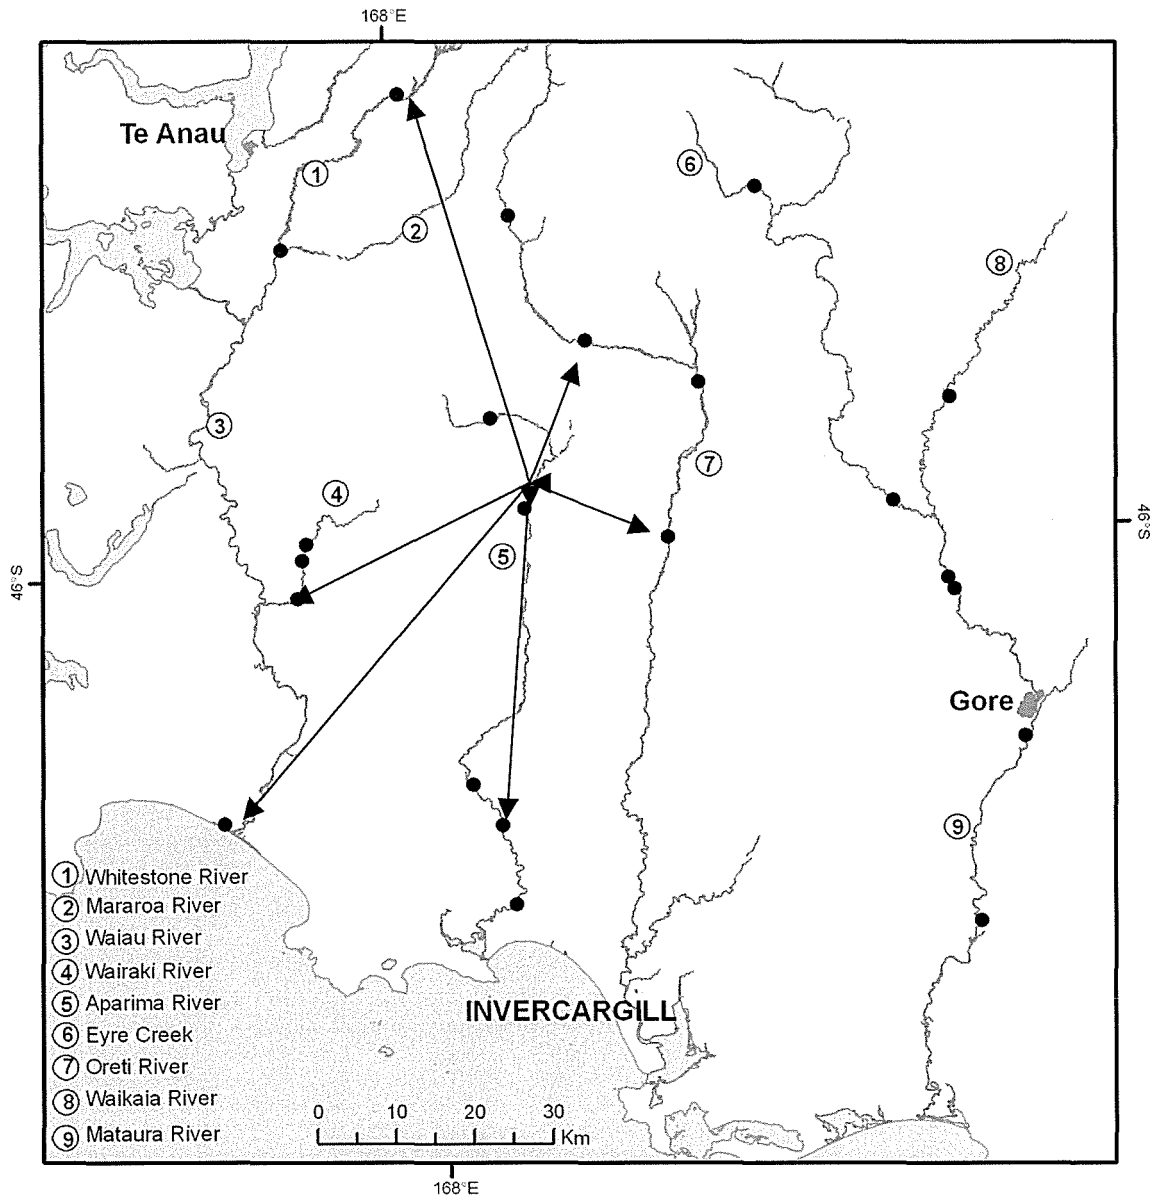 168°E
Te Anau
1
6
2
8
3
7
4
46°S
5
46°S
Gore
9
1 Whitestone River
2 Mararoa River
3 Waiau River
4 Wairaki River
5 Aparima River
INVERCARGILL
6 Eyre Creek
7 Oreti River
8 Waikaia River
0 10 20 30
9 Mataura River
Km
168°E